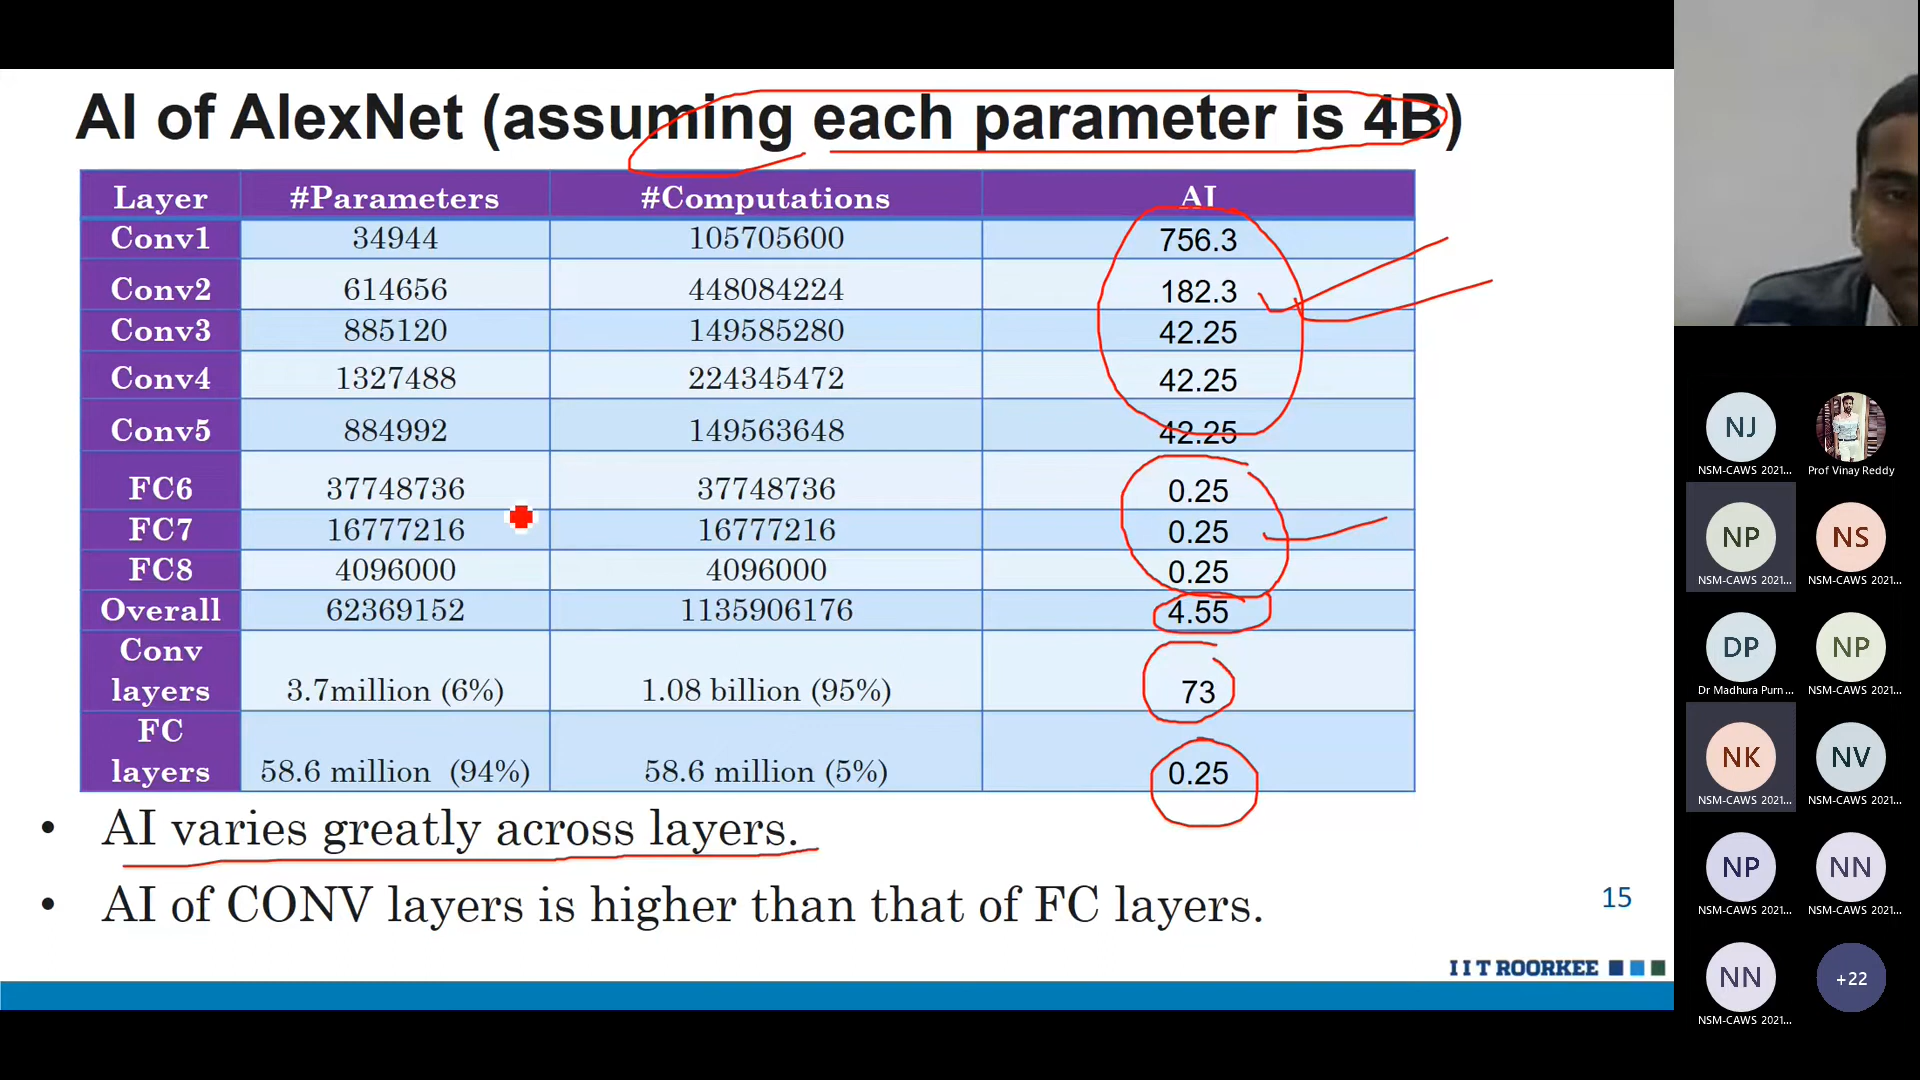 AI of AlexNet (assuming each parameter is 4B)
Layer #Parameters #Computations AI
Conv1 34944 105705600 756.3
Conv2 614656 448084224 182.3
Conv3 885120 149585280 42.25
Conv4 1327488 224345472 42.25
Conv5 884992 149563648 42.25
FC6 37748736 37748736 0.25
FC7 16777216 16777216 0.25
FC8 4096000 4096000 0.25
Overall 62369152 1135906176 4.55
Conv
layers 3.7million (6%) 1.08 billion (95%) 73
FC
layers 58.6 million (94%) 58.6 million (5%) 0.25
• AI varies greatly across layers.
• AI of CONV layers is higher than that of FC layers.
15
IIT ROORKEE
NJ
NSM-CAWS 2021... Prof Vinay Reddy
NP NS
NSM-CAWS 2021... NSM-CAWS 2021...
DP NP
Dr Madhura Purn... NSM-CAWS 2021...
NK NV
NSM-CAWS 2021... NSM-CAWS 2021...
NP NN
NSM-CAWS 2021... NSM-CAWS 2021...
NN +22
NSM-CAWS 2021...